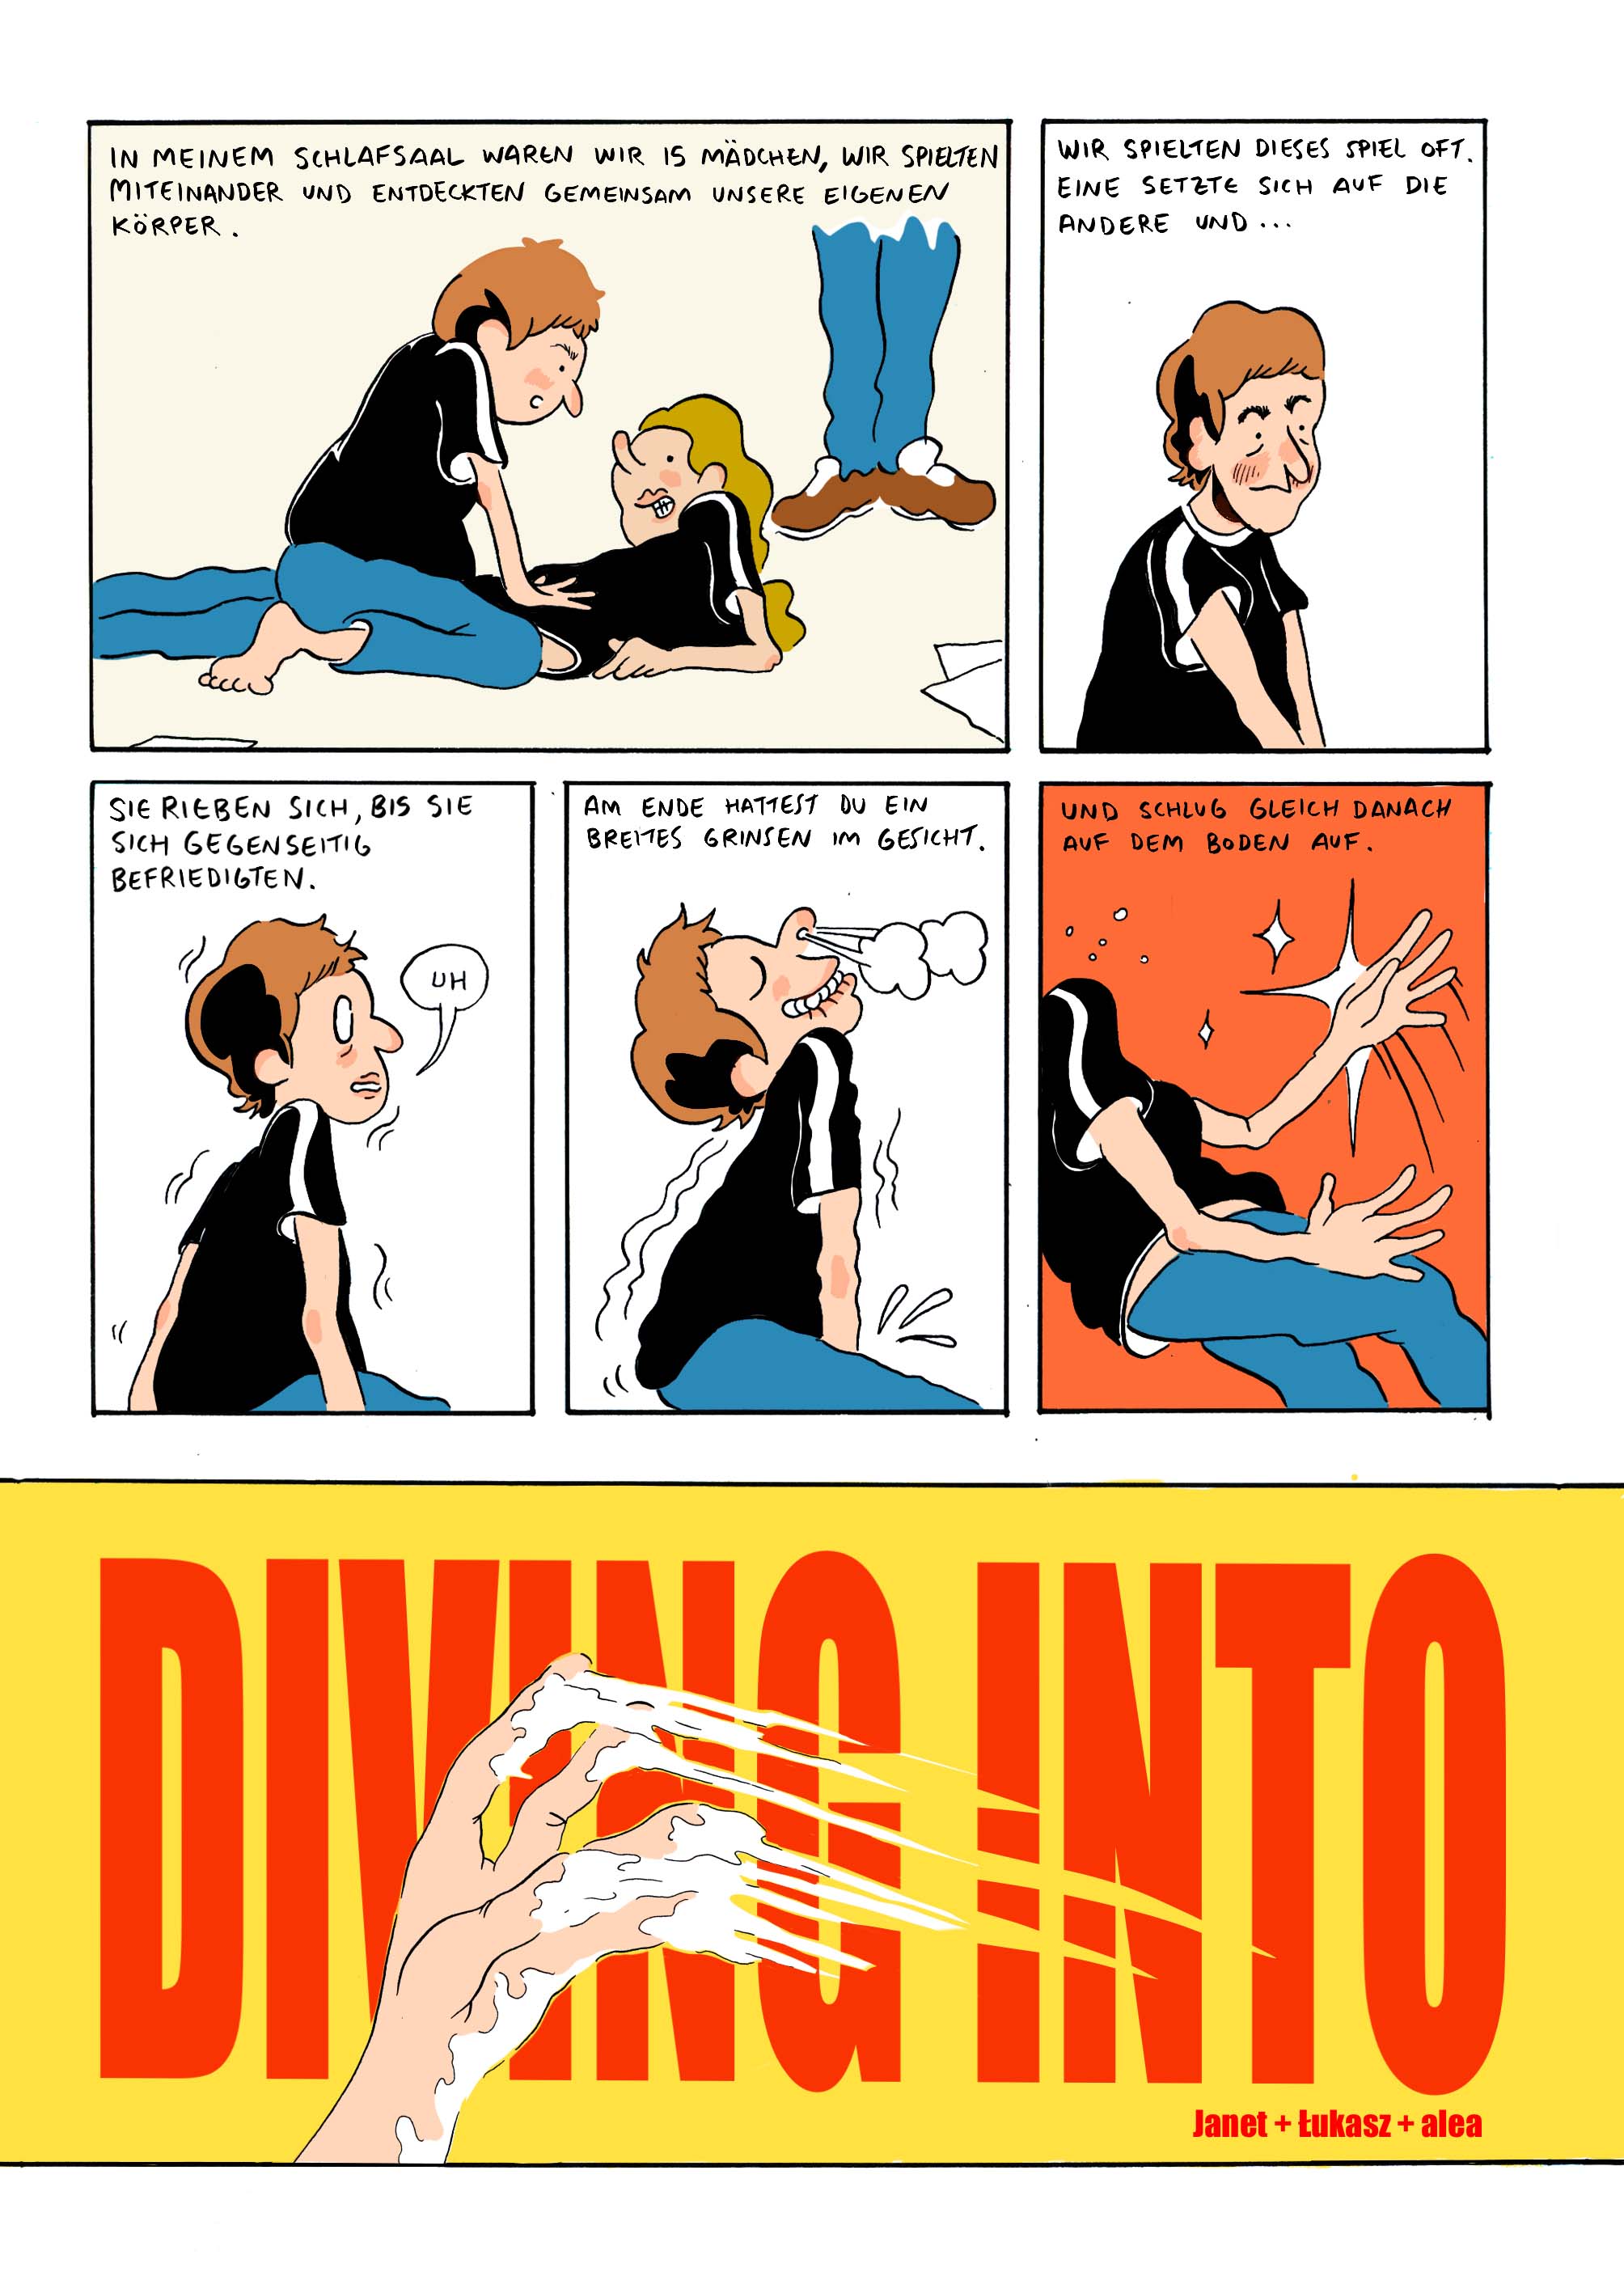 IN MEINEM SCHLAFSAAL WAREN WIR 15 MÄDCHEN, WIR SPIELTEN
MITEINANDER UND ENTDECKTEN GEMEINSAM UNSERE EIGENEN
KÖRPER.
WIR SPIELTEN DIESES SPIEL OFT.
EINE SETZTE SICH AUF DIE
ANDERE UND...
SIE RIEBEN SICH, BIS SIE
SICH GEGENSEITIG
BEFRIEDIGTEN.
UH
AM ENDE HATTEST DU EIN
BREITES GRINSEN IM GESICHT.
UND SCHLUG GLEICH DANACH
AUF DEM BODEN AUF.
DIVING INTO
Janet + Łukasz + alea